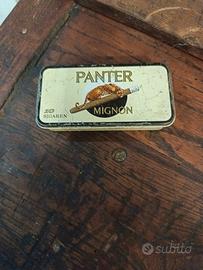 PANTER
MIGNON
20
SIGAREN
subito